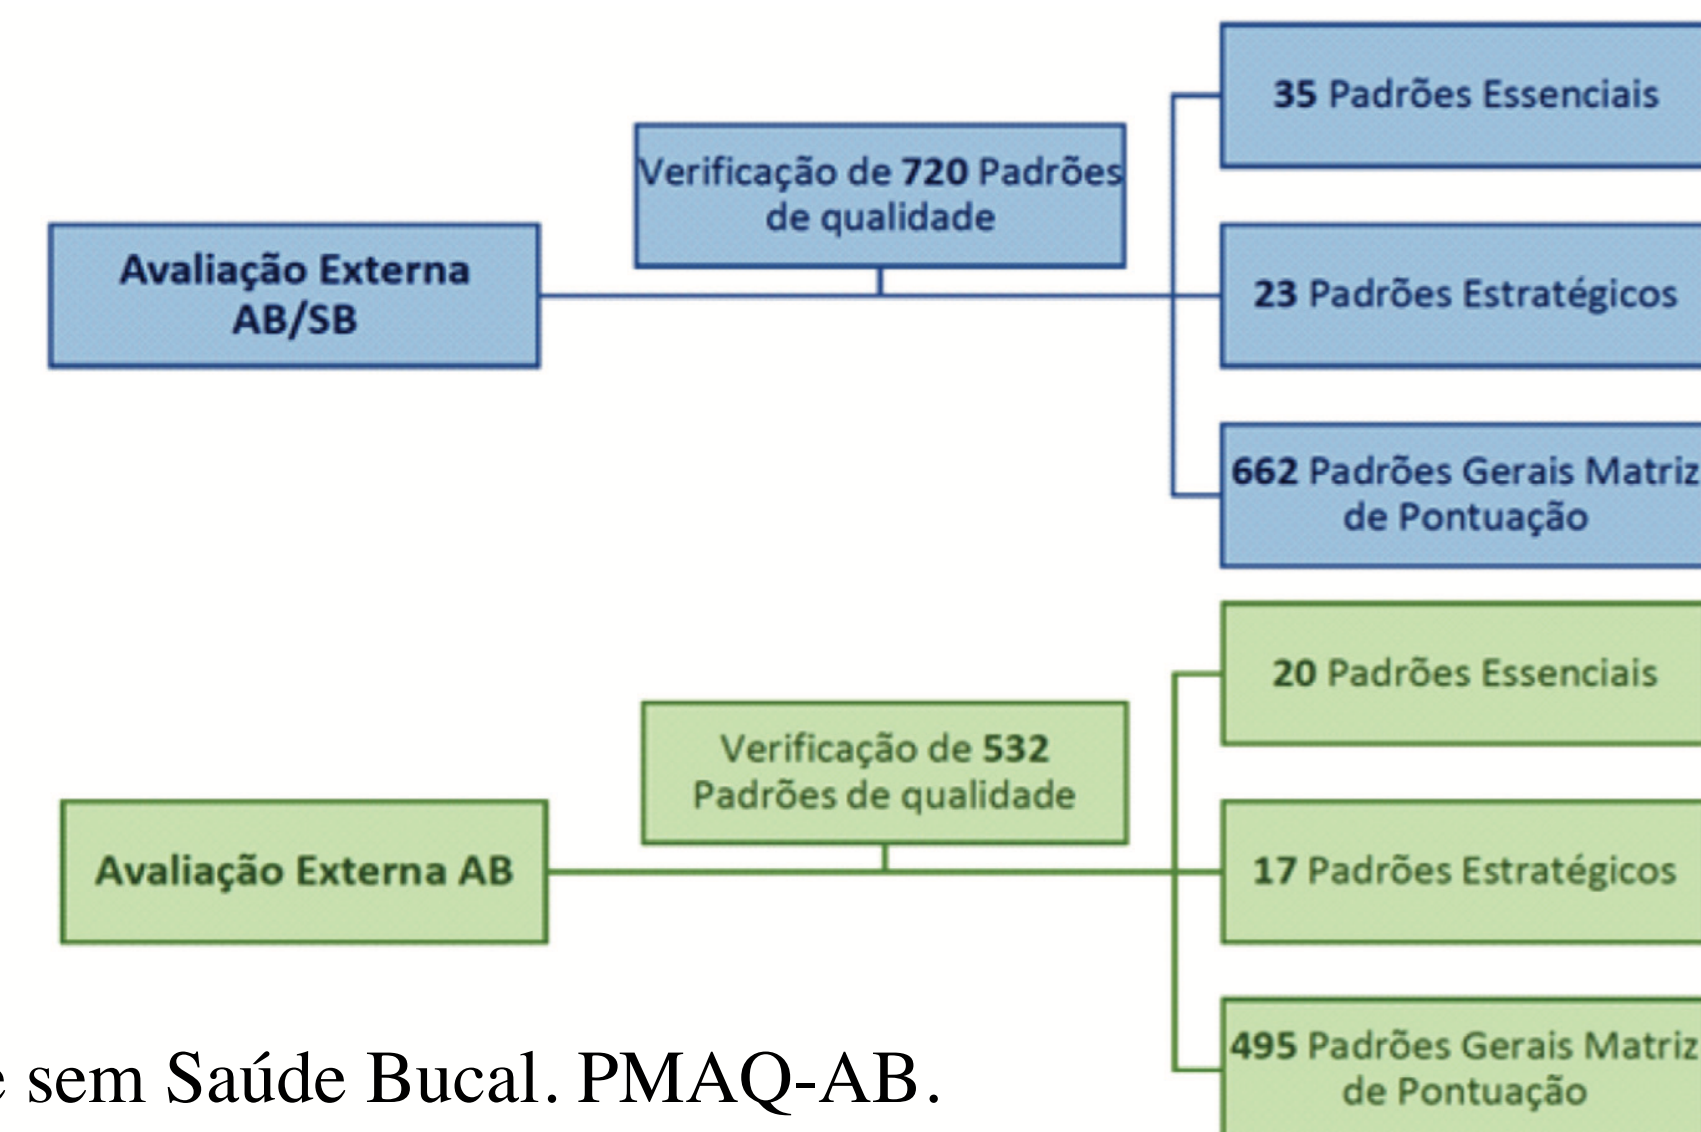 Avaliação Externa
AB/SB
Verificação de 720 Padrões
de qualidade
35 Padrões Essenciais
23 Padrões Estratégicos
662 Padrões Gerais Matriz
de Pontuação
Avaliação Externa AB
Verificação de 532
Padrões de qualidade
20 Padrões Essenciais
17 Padrões Estratégicos
495 Padrões Gerais Matriz
de Pontuação
e sem Saúde Bucal. PMAQ-AB.